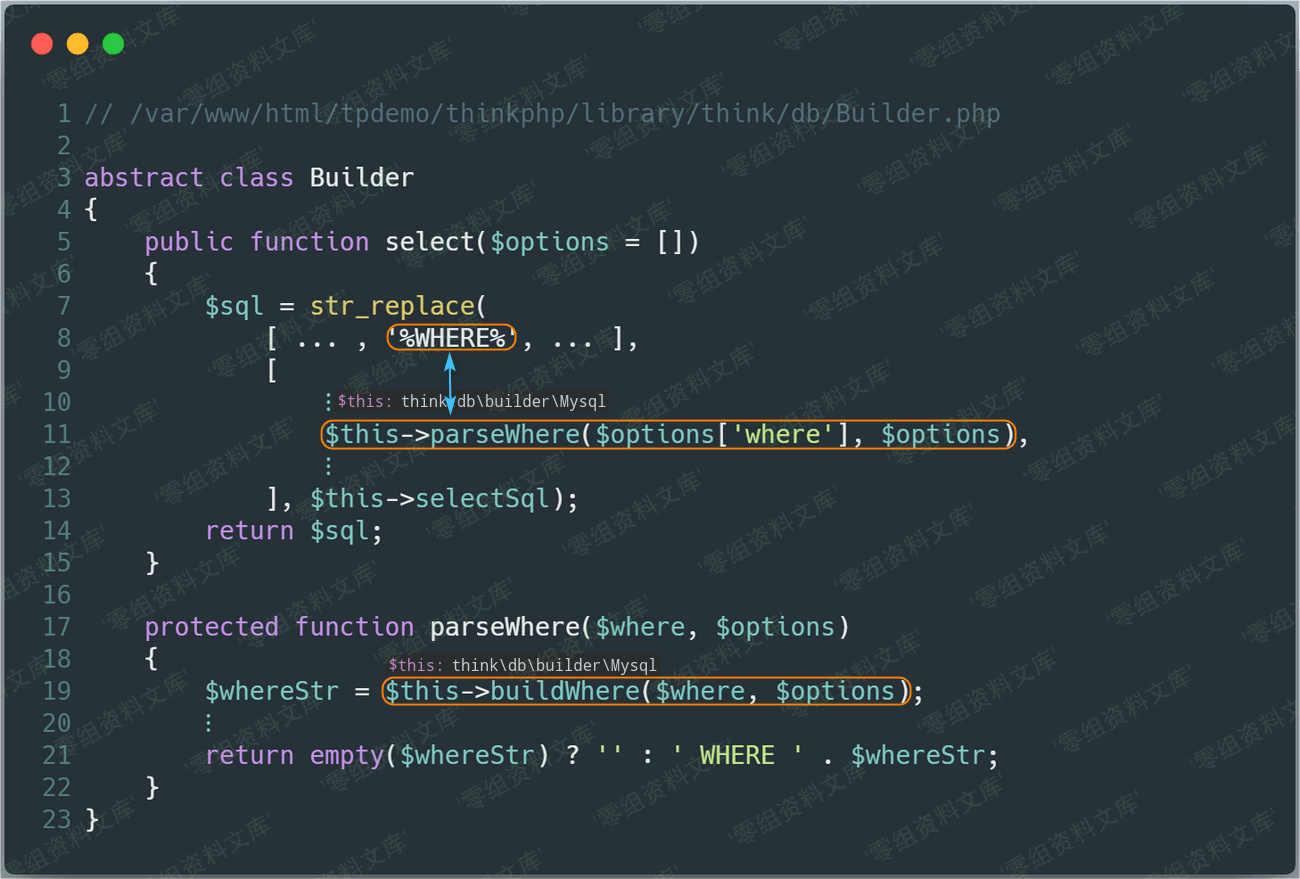 1 // /var/www/html/tpdemo/thinkphp/library/think/db/Builder.php
2
3 abstract class Builder
4 {
5     public function select($options = [])
6     {
7         $sql = str_replace(
8             [ ... , '%WHERE%', ... ],
9             [
10                 ⋮ $this: think\db\builder\Mysql
11                 $this->parseWhere($options['where'], $options),
12                 ⋮
13             ], $this->selectSql);
14         return $sql;
15     }
16
17     protected function parseWhere($where, $options)
18     {
$this: think\db\builder\Mysql
19         $whereStr = $this->buildWhere($where, $options);
20         ⋮
21         return empty($whereStr) ? '' : ' WHERE ' . $whereStr;
22     }
23 }
'零组资料文库'